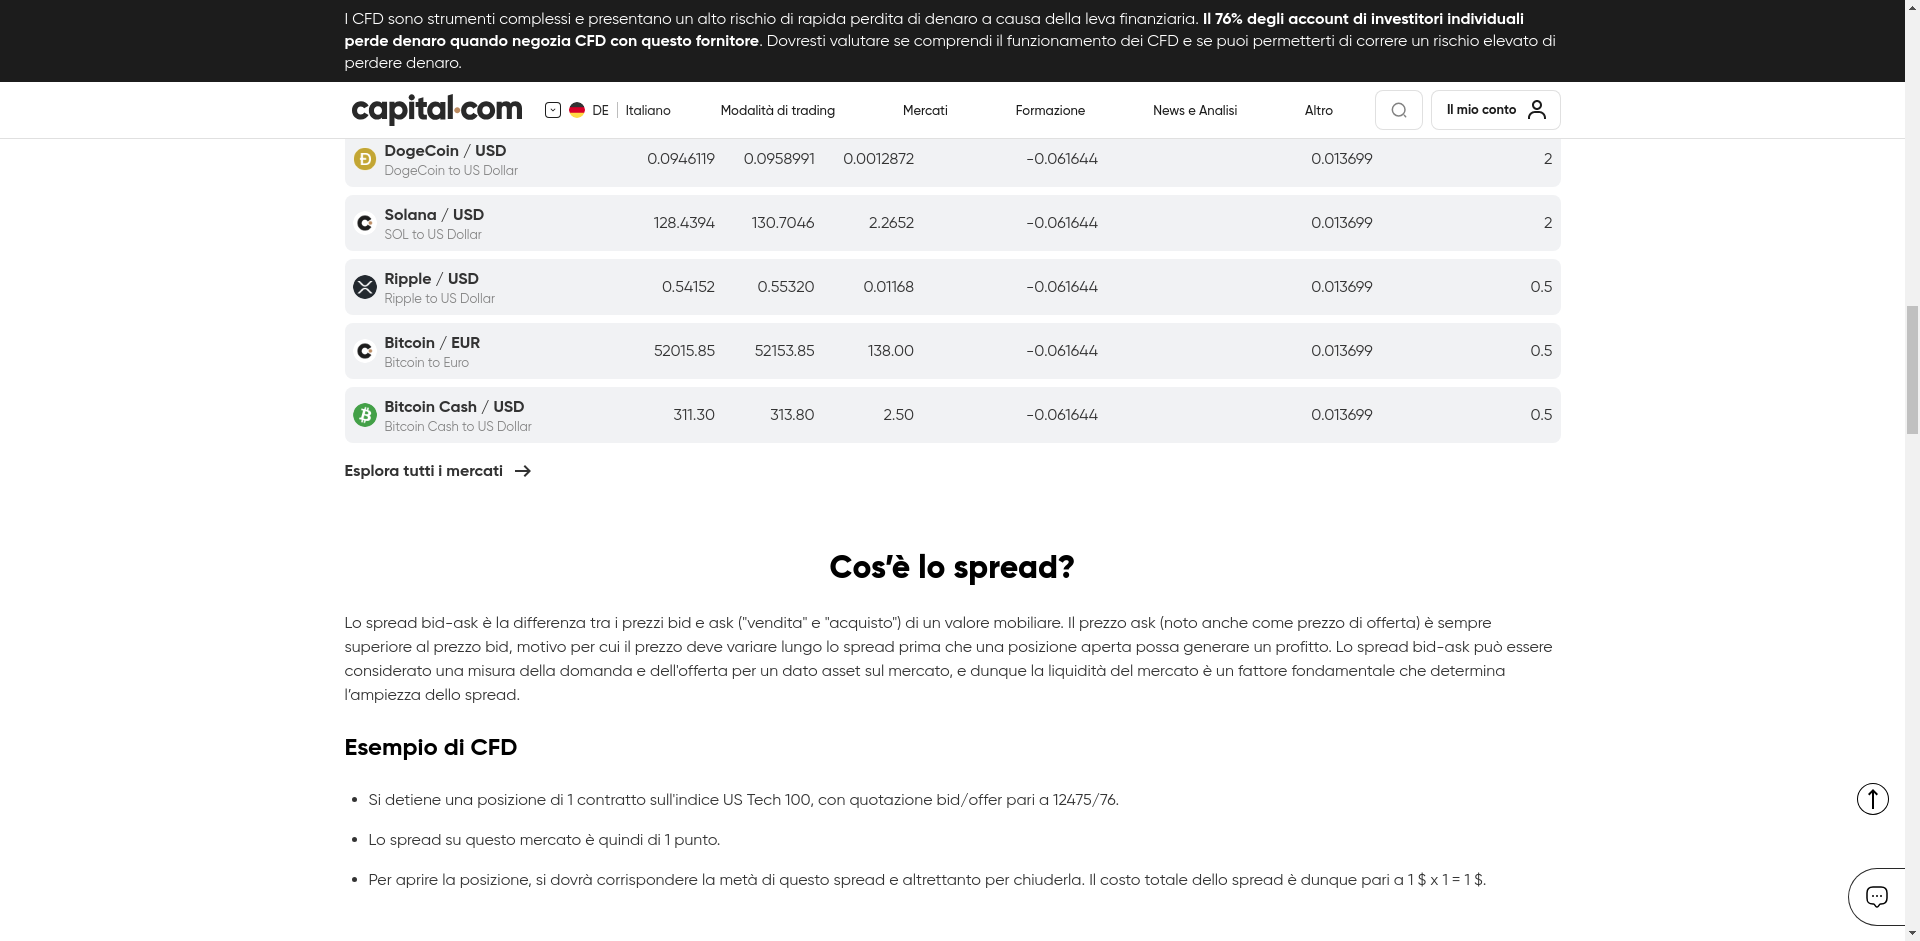 I CFD sono strumenti complessi e presentano un alto rischio di rapida perdita di denaro a causa della leva finanziaria. Il 76% degli account di investitori individuali
perde denaro quando negozia CFD con questo fornitore. Dovresti valutare se comprendi il funzionamento dei CFD e se puoi permetterti di correre un rischio elevato di
perdere denaro.
capital.com DE Italiano Modalità di trading Mercati Formazione News e Analisi Altro Il mio conto
DogeCoin / USD 0.0946119 0.0958991 0.0012872 -0.061644 0.013699 2
DogeCoin to US Dollar
Solana / USD 128.4394 130.7046 2.2652 -0.061644 0.013699 2
SOL to US Dollar
Ripple / USD 0.54152 0.55320 0.01168 -0.061644 0.013699 0.5
Ripple to US Dollar
Bitcoin / EUR 52015.85 52153.85 138.00 -0.061644 0.013699 0.5
Bitcoin to Euro
Bitcoin Cash / USD 311.30 313.80 2.50 -0.061644 0.013699 0.5
Bitcoin Cash to US Dollar
Esplora tutti i mercati
Cos’è lo spread?
Lo spread bid-ask è la differenza tra i prezzi bid e ask ("vendita" e "acquisto") di un valore mobiliare. Il prezzo ask (noto anche come prezzo di offerta) è sempre
superiore al prezzo bid, motivo per cui il prezzo deve variare lungo lo spread prima che una posizione aperta possa generare un profitto. Lo spread bid-ask può essere
considerato una misura della domanda e dell'offerta per un dato asset sul mercato, e dunque la liquidità del mercato è un fattore fondamentale che determina
l’ampiezza dello spread.
Esempio di CFD
• Si detiene una posizione di 1 contratto sull'indice US Tech 100, con quotazione bid/offer pari a 12475/76.
• Lo spread su questo mercato è quindi di 1 punto.
• Per aprire la posizione, si dovrà corrispondere la metà di questo spread e altrettanto per chiuderla. Il costo totale dello spread è dunque pari a 1 $ x 1 = 1 $.